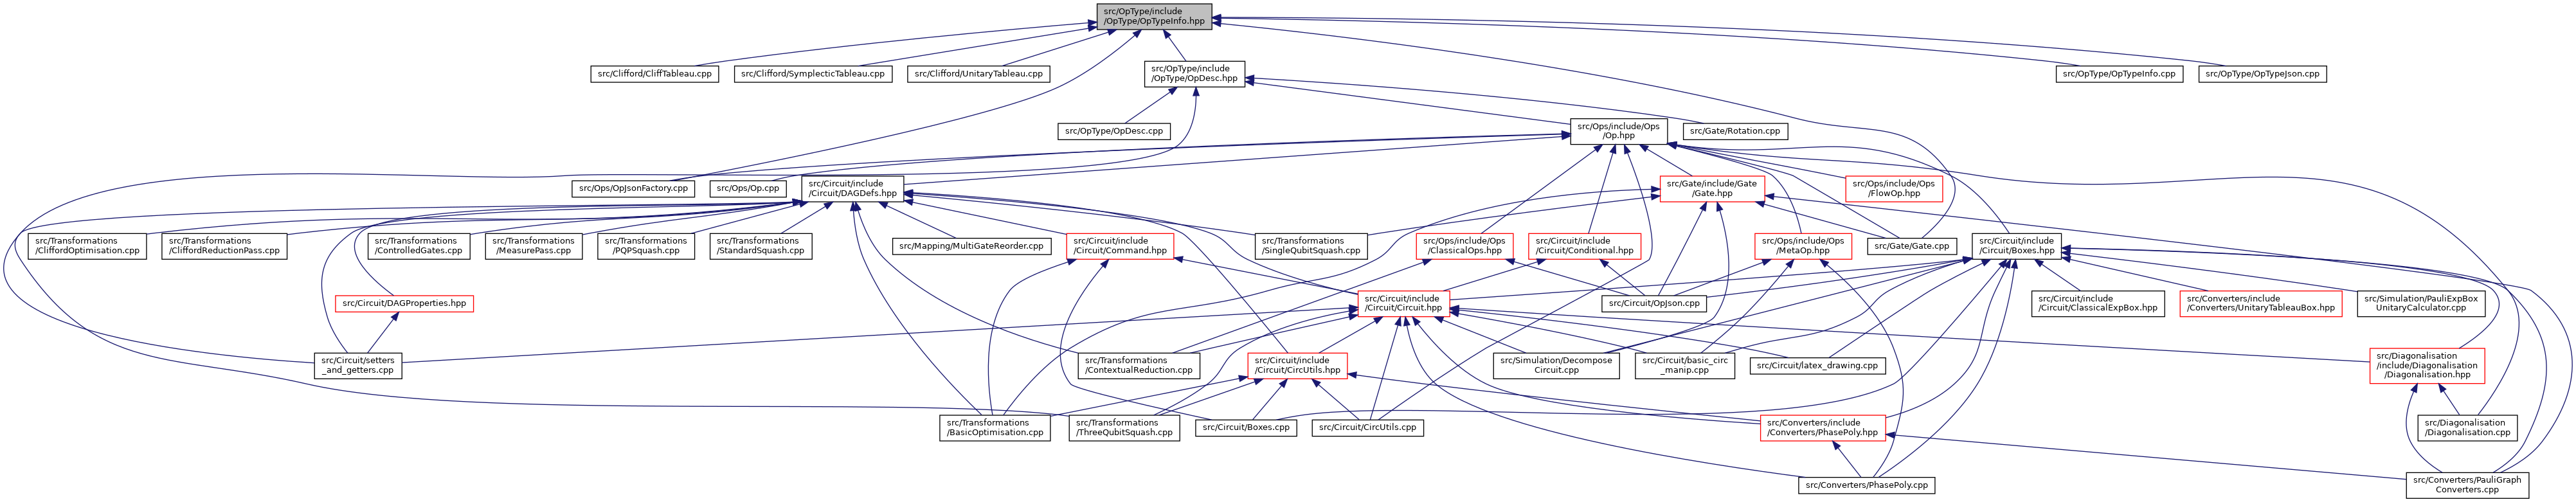 src/OpType/include
/OpType/OpTypeInfo.hpp
src/Clifford/CliffTableau.cpp
src/Clifford/SymplecticTableau.cpp
src/Clifford/UnitaryTableau.cpp
src/OpType/include
/OpType/OpDesc.hpp
src/OpType/OpTypeInfo.cpp
src/OpType/OpTypeJson.cpp
src/OpType/OpDesc.cpp
src/Ops/include/Ops
/Op.hpp
src/Gate/Rotation.cpp
src/Ops/OpJsonFactory.cpp
src/Ops/Op.cpp
src/Circuit/include
/Circuit/DAGDefs.hpp
src/Gate/include/Gate
/Gate.hpp
src/Ops/include/Ops
/FlowOp.hpp
src/Transformations
/CliffordOptimisation.cpp
src/Transformations
/CliffordReductionPass.cpp
src/Transformations
/ControlledGates.cpp
src/Transformations
/MeasurePass.cpp
src/Transformations
/PQPSquash.cpp
src/Transformations
/StandardSquash.cpp
src/Mapping/MultiGateReorder.cpp
src/Circuit/include
/Circuit/Command.hpp
src/Transformations
/SingleQubitSquash.cpp
src/Ops/include/Ops
/ClassicalOps.hpp
src/Circuit/include
/Circuit/Conditional.hpp
src/Gate/Gate.cpp
src/Ops/include/Ops
/MetaOp.hpp
src/Circuit/include
/Circuit/Boxes.hpp
src/Circuit/DAGProperties.hpp
src/Circuit/include
/Circuit/Circuit.hpp
src/Circuit/OpJson.cpp
src/Circuit/include
/Circuit/ClassicalExpBox.hpp
src/Converters/include
/Converters/UnitaryTableauBox.hpp
src/Simulation/PauliExpBox
UnitaryCalculator.cpp
src/Circuit/setters
_and_getters.cpp
src/Transformations
/ContextualReduction.cpp
src/Circuit/include
/Circuit/CircUtils.hpp
src/Simulation/Decompose
Circuit.cpp
src/Circuit/basic_circ
_manip.cpp
src/Circuit/latex_drawing.cpp
src/Diagonalisation
/include/Diagonalisation
/Diagonalisation.hpp
src/Transformations
/BasicOptimisation.cpp
src/Transformations
/ThreeQubitSquash.cpp
src/Circuit/Boxes.cpp
src/Circuit/CircUtils.cpp
src/Converters/include
/Converters/PhasePoly.hpp
src/Diagonalisation
/Diagonalisation.cpp
src/Converters/PhasePoly.cpp
src/Converters/PauliGraph
Converters.cpp